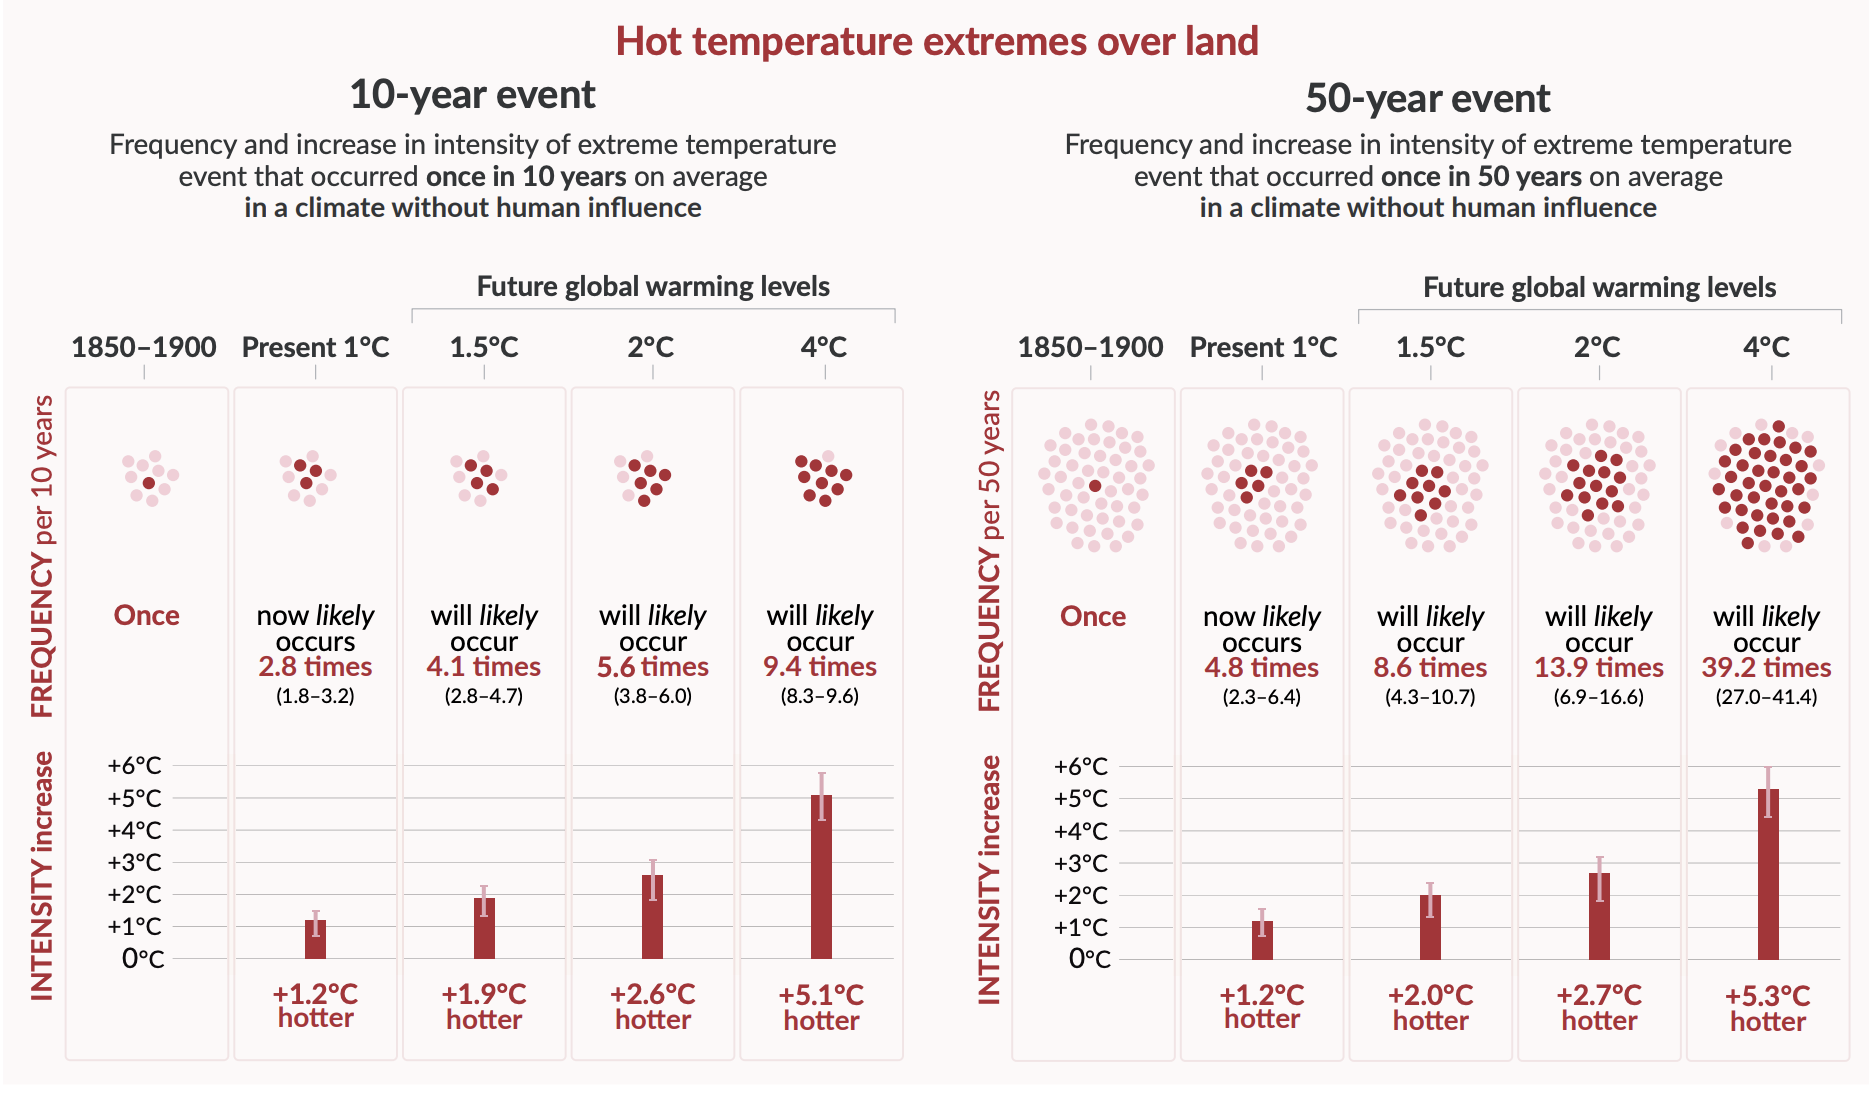 Hot temperature extremes over land
10-year event
Frequency and increase in intensity of extreme temperature
event that occurred once in 10 years on average
in a climate without human influence
Future global warming levels
1850–1900
Present 1°C
1.5°C
2°C
4°C
FREQUENCY per 10 years
Once
now likely
occurs
2.8 times
(1.8–3.2)
will likely
occur
4.1 times
(2.8–4.7)
will likely
occur
5.6 times
(3.8–6.0)
will likely
occur
9.4 times
(8.3–9.6)
INTENSITY increase
+6°C
+5°C
+4°C
+3°C
+2°C
+1°C
0°C
+1.2°C
hotter
+1.9°C
hotter
+2.6°C
hotter
+5.1°C
hotter
50-year event
Frequency and increase in intensity of extreme temperature
event that occurred once in 50 years on average
in a climate without human influence
Future global warming levels
1850–1900
Present 1°C
1.5°C
2°C
4°C
FREQUENCY per 50 years
Once
now likely
occurs
4.8 times
(2.3–6.4)
will likely
occur
8.6 times
(4.3–10.7)
will likely
occur
13.9 times
(6.9–16.6)
will likely
occur
39.2 times
(27.0–41.4)
INTENSITY increase
+6°C
+5°C
+4°C
+3°C
+2°C
+1°C
0°C
+1.2°C
hotter
+2.0°C
hotter
+2.7°C
hotter
+5.3°C
hotter